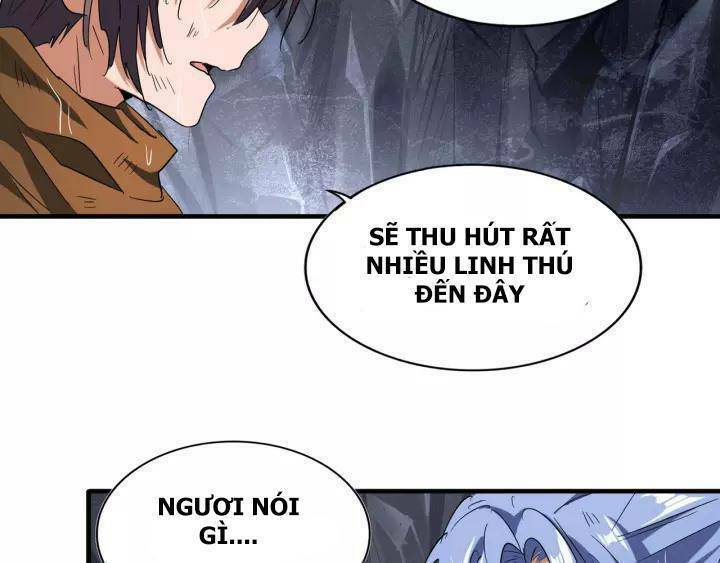 SẼ THU HÚT RẤT
NHIỀU LINH THÚ
ĐẾN ĐÂY
NGƯƠI NÓI
GÌ....